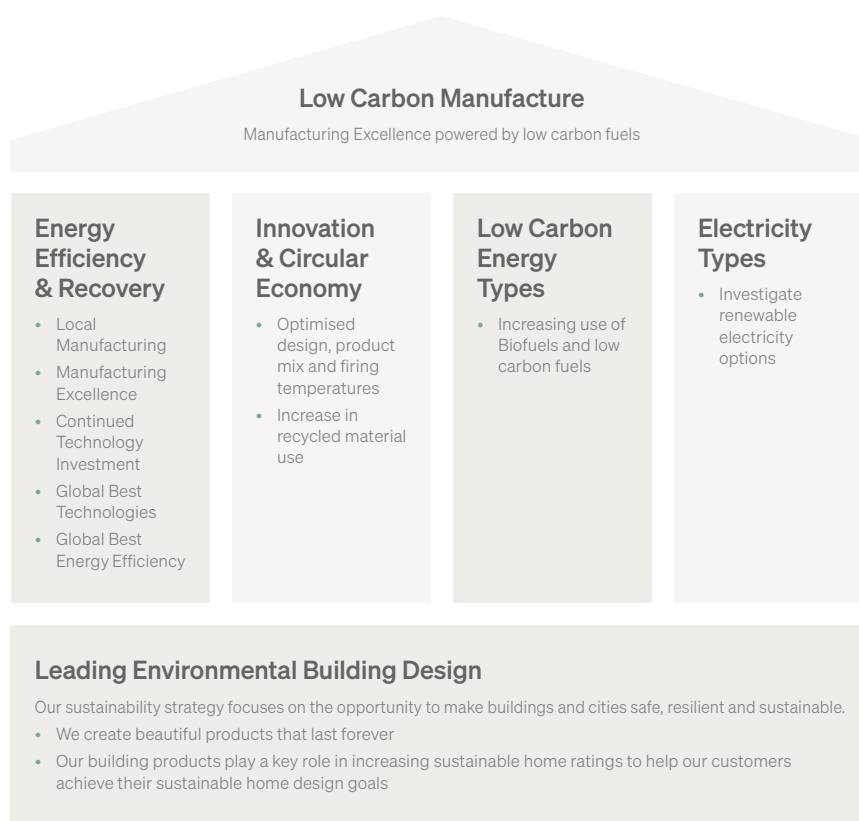 Low Carbon Manufacture
Manufacturing Excellence powered by low carbon fuels
Energy
Efficiency
& Recovery
• Local
Manufacturing
• Manufacturing
Excellence
• Continued
Technology
Investment
• Global Best
Technologies
• Global Best
Energy Efficiency
Innovation
& Circular
Economy
• Optimised
design, product
mix and firing
temperatures
• Increase in
recycled material
use
Low Carbon
Energy
Types
• Increasing use of
Biofuels and low
carbon fuels
Electricity
Types
• Investigate
renewable
electricity
options
Leading Environmental Building Design
Our sustainability strategy focuses on the opportunity to make buildings and cities safe, resilient and sustainable.
• We create beautiful products that last forever
• Our building products play a key role in increasing sustainable home ratings to help our customers
achieve their sustainable home design goals